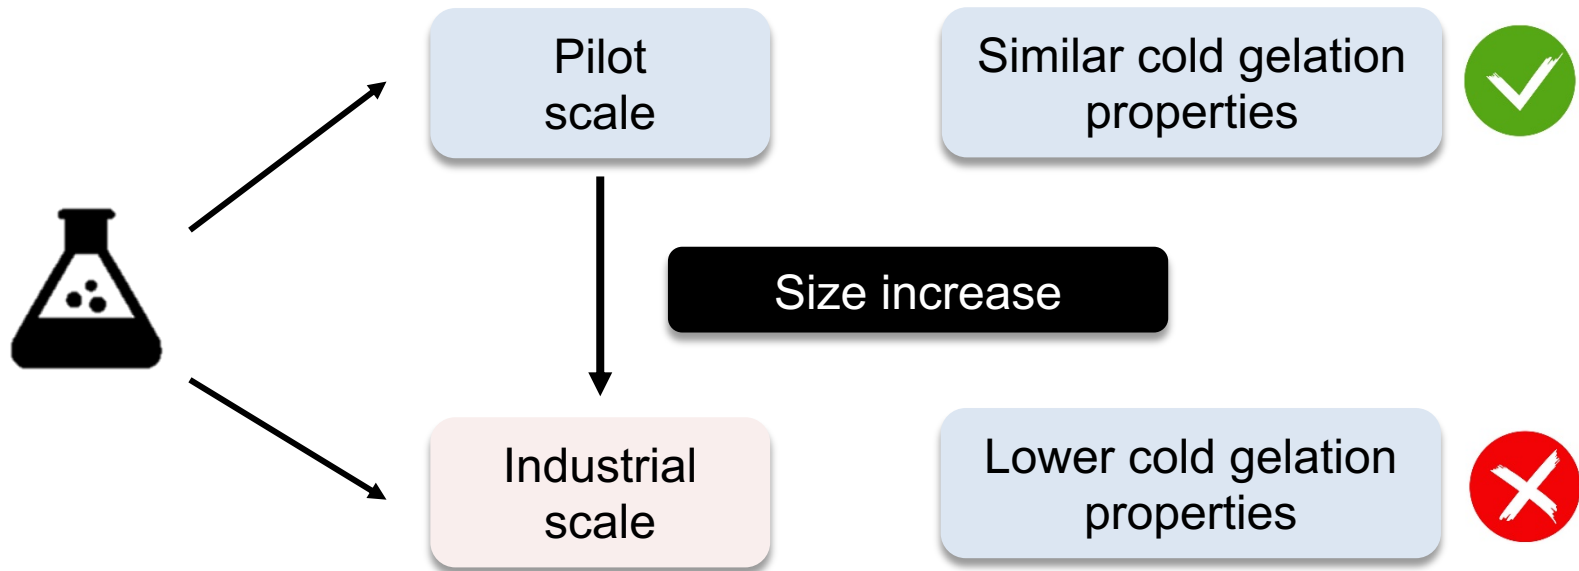 Pilot
scale
Similar cold gelation
properties
Size increase
Industrial
scale
Lower cold gelation
properties